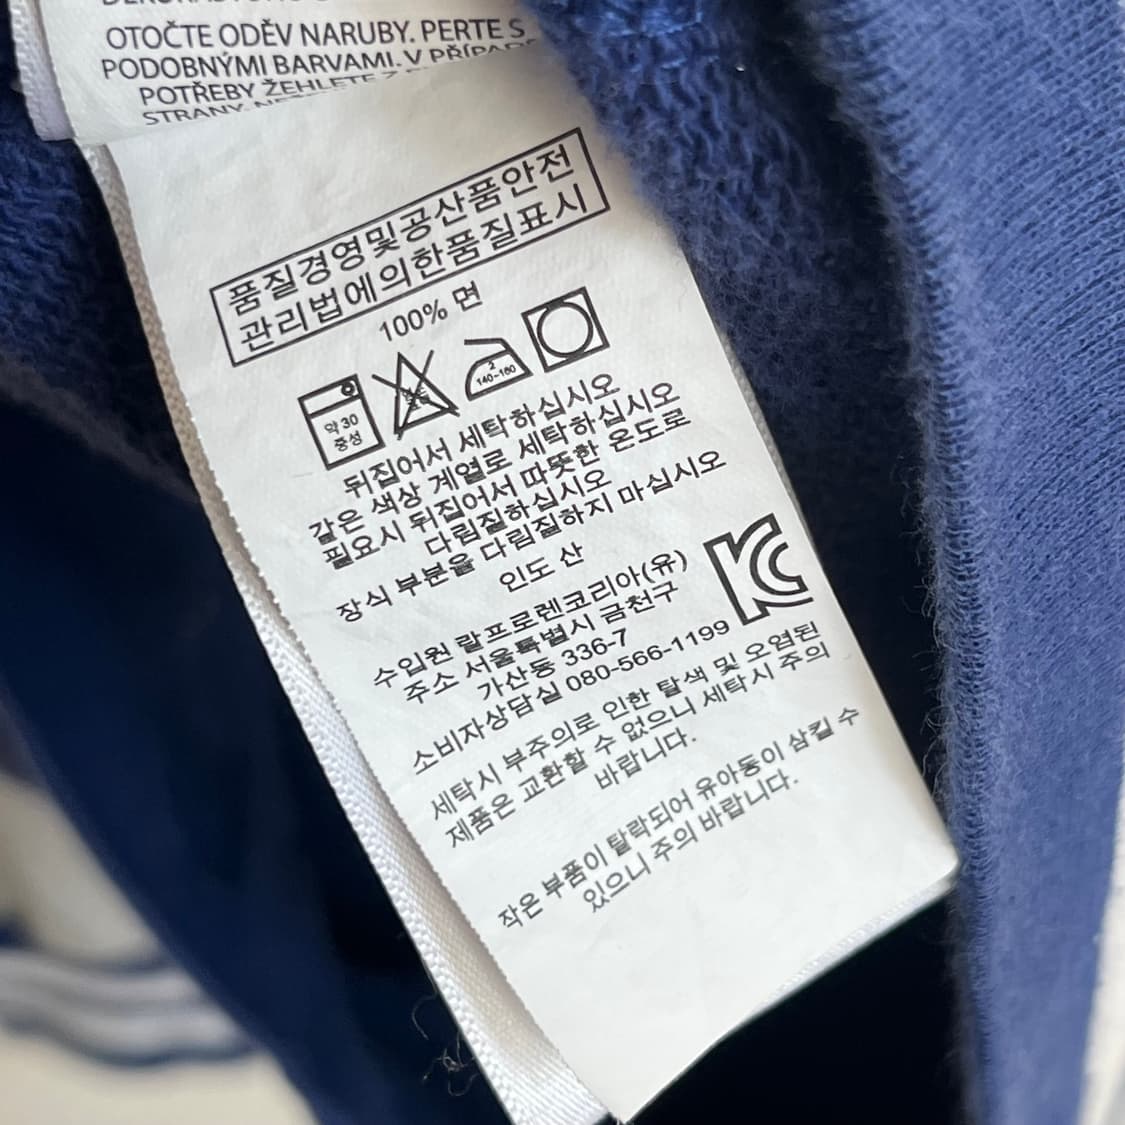 OTOČTE ODĚV NARUBY. PERTE S
PODOBNÝMI BARVAMI. V
POTŘEBY ŽEHLETE Z
STRANY.
품질경영및공산품안전
관리법에의한품질표시
100% 면
약 30
중성
2
140~160
뒤집어서 세탁하십시오
같은 색상 계열로 세탁하십시오
필요시 뒤집어서 따뜻한 온도로
다림질하십시오
장식 부분을 다림질하지 마십시오
인도 산
수입원 랄프로렌코리아(유)
주소 서울특별시 금천구
가산동 336-7
소비자상담실 080-566-1199
세탁시 부주의로 인한 탈색 및 오염된
제품은 교환할 수 없으니 세탁시 주의
바랍니다.
작은 부품이 탈락되어 유아동이 삼킬 수
있으니 주의 바랍니다.